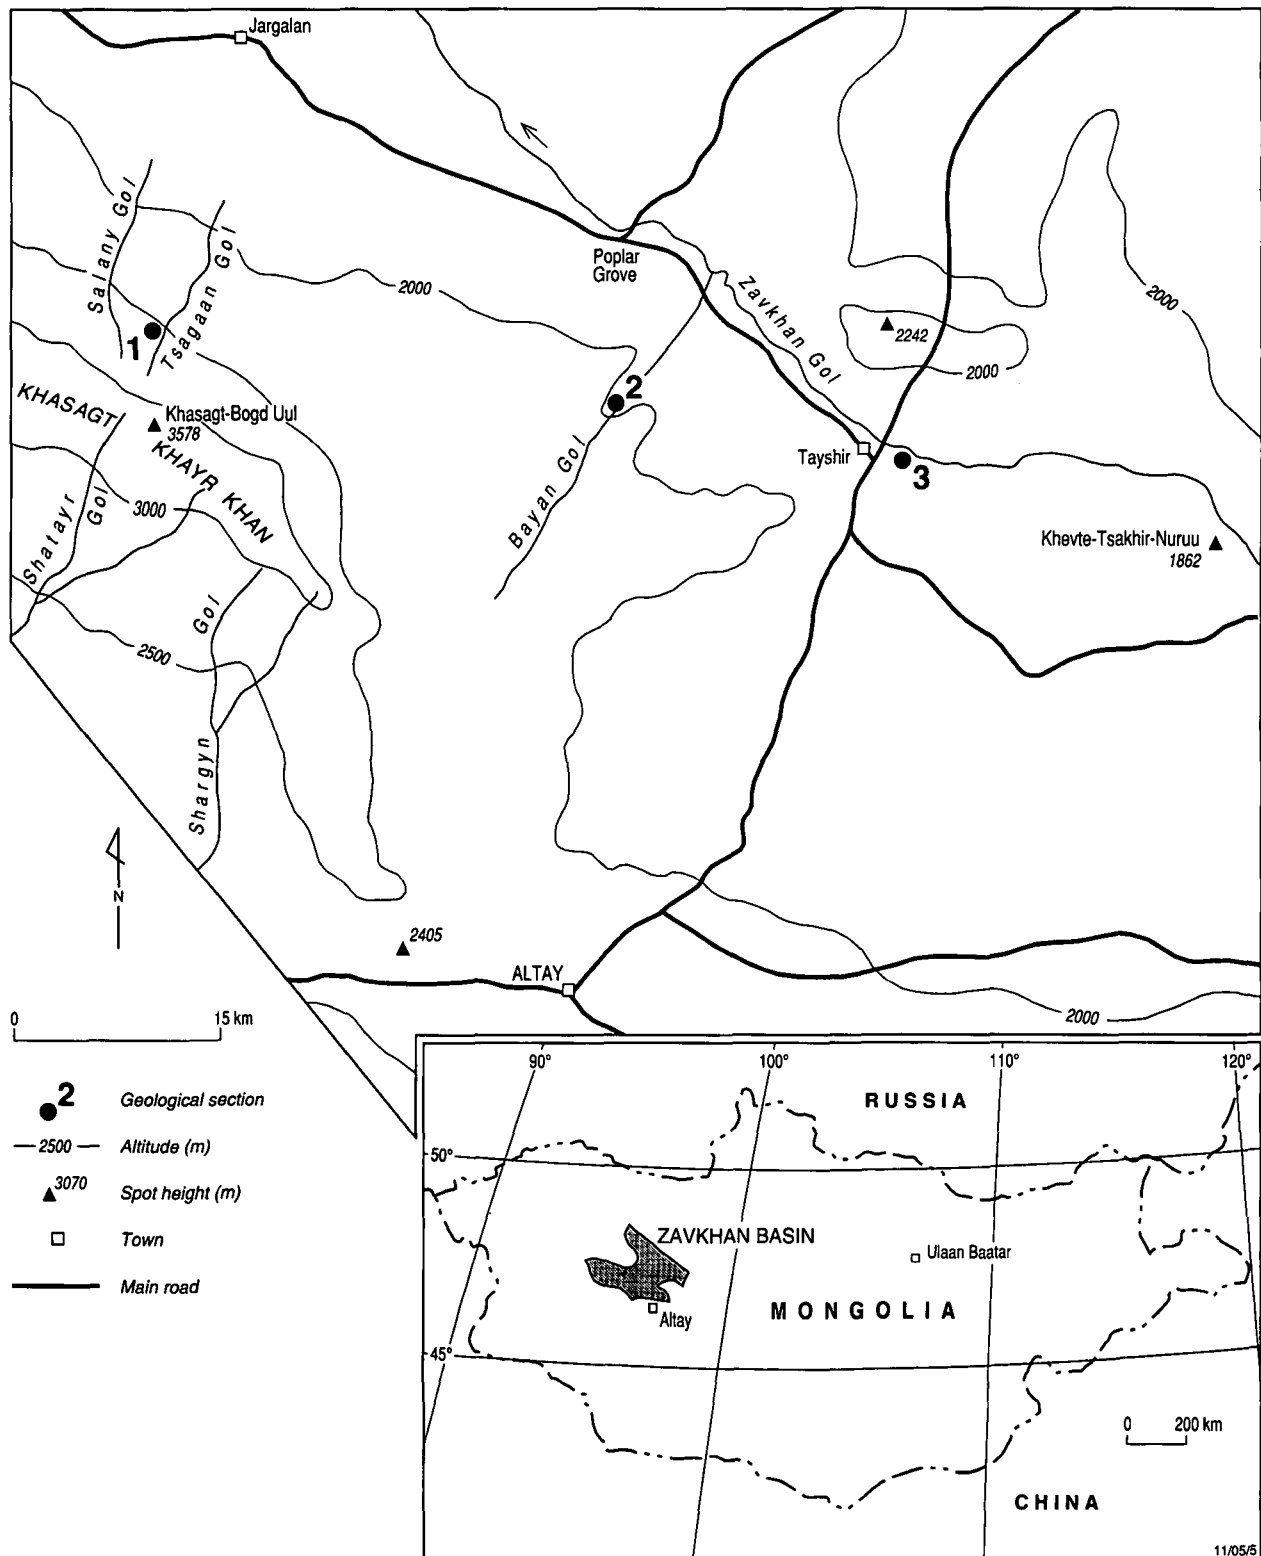 Jargalan
Salany Gol
Tsagaan Gol
2000
Poplar
Grove
Zavkhan Gol
2000
2242
2000
1
2
KHASAGT
Khasagt-Bogd Uul
3578
KHAYR KHAN
Bayan Gol
Tayshir
3
Shatayr Gol
3000
Khevte-Tsakhir-Nuruu
1862
Shargyn Gol
2500
N
2405
ALTAY
2000
0 15 km
2 Geological section
2500 Altitude (m)
3070 Spot height (m)
Town
Main road
90° 100° 110° 120°
RUSSIA
50°
ZAVKHAN BASIN
Ulaan Baatar
MONGOLIA
Altay
45°
0 200 km
CHINA
11/05/5